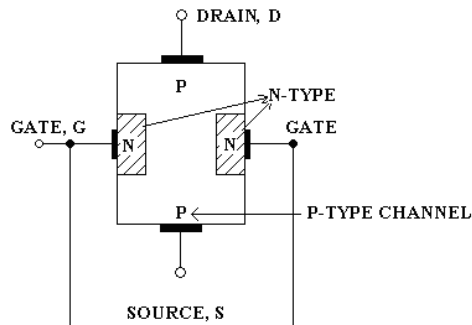 DRAIN, D
P
N-TYPE
GATE, G
N
N
GATE
P
P-TYPE CHANNEL
SOURCE, S